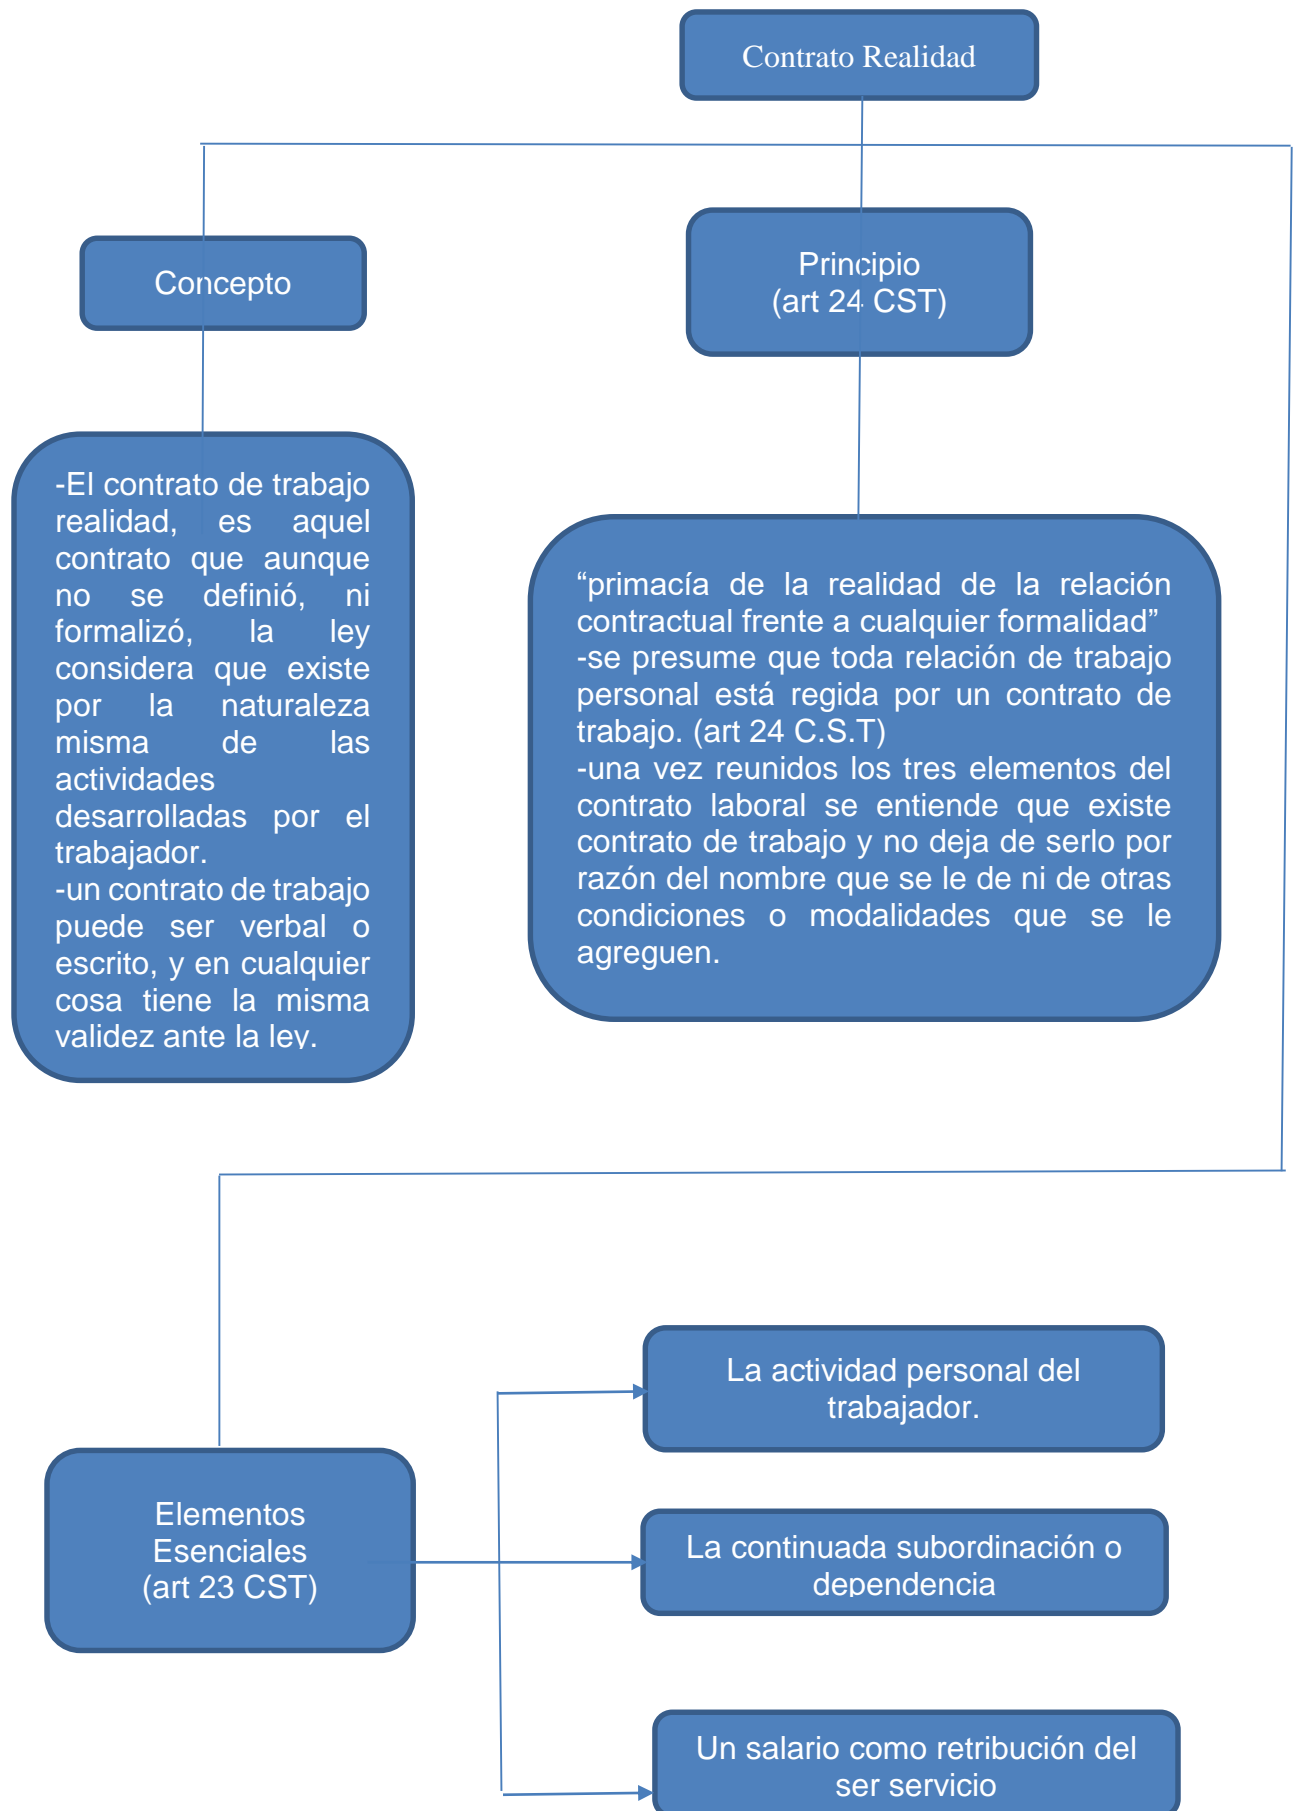 Contrato Realidad
Concepto
Principio
(art 24 CST)
-El contrato de trabajo
realidad, es aquel
contrato que aunque
no se definió, ni
formalizó, la ley
considera que existe
por la naturaleza
misma de las
actividades
desarrolladas por el
trabajador.
-un contrato de trabajo
puede ser verbal o
escrito, y en cualquier
cosa tiene la misma
validez ante la ley.
“primacía de la realidad de la relación
contractual frente a cualquier formalidad”
-se presume que toda relación de trabajo
personal está regida por un contrato de
trabajo. (art 24 C.S.T)
-una vez reunidos los tres elementos del
contrato laboral se entiende que existe
contrato de trabajo y no deja de serlo por
razón del nombre que se le de ni de otras
condiciones o modalidades que se le
agreguen.
La actividad personal del
trabajador.
Elementos
Esenciales
(art 23 CST)
La continuada subordinación o
dependencia
Un salario como retribución del
ser servicio